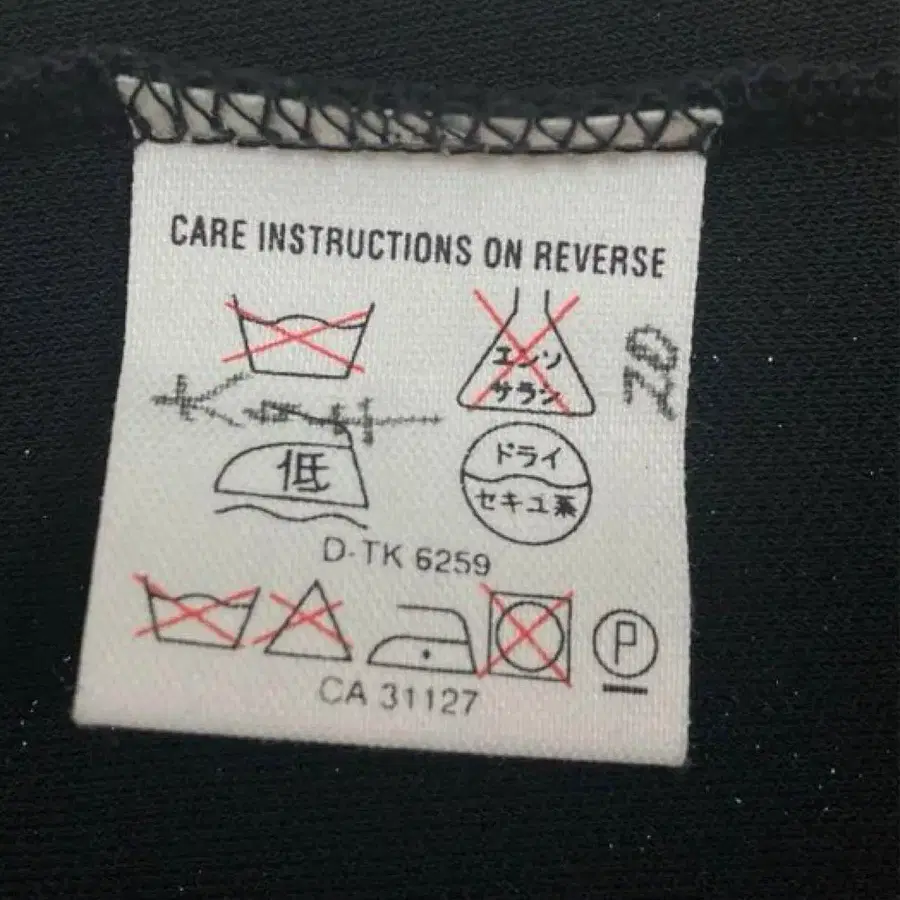 CARE INSTRUCTIONS ON REVERSE
エンソ
サラシ
低
ドライ
セキユ系
D-TK 6259
P
CA 31127